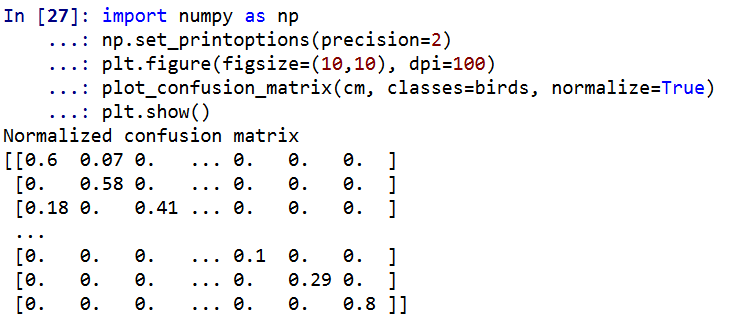 In [27]: import numpy as np
    ...: np.set_printoptions(precision=2)
    ...: plt.figure(figsize=(10,10), dpi=100)
    ...: plot_confusion_matrix(cm, classes=birds, normalize=True)
    ...: plt.show()
Normalized confusion matrix
[[0.6  0.07 0.   ... 0.   0.   0.  ]
 [0.   0.58 0.   ... 0.   0.   0.  ]
 [0.18 0.   0.41 ... 0.   0.   0.  ]
 ...
 [0.   0.   0.   ... 0.1  0.   0.  ]
 [0.   0.   0.   ... 0.   0.29 0.  ]
 [0.   0.   0.   ... 0.   0.   0.8 ]]